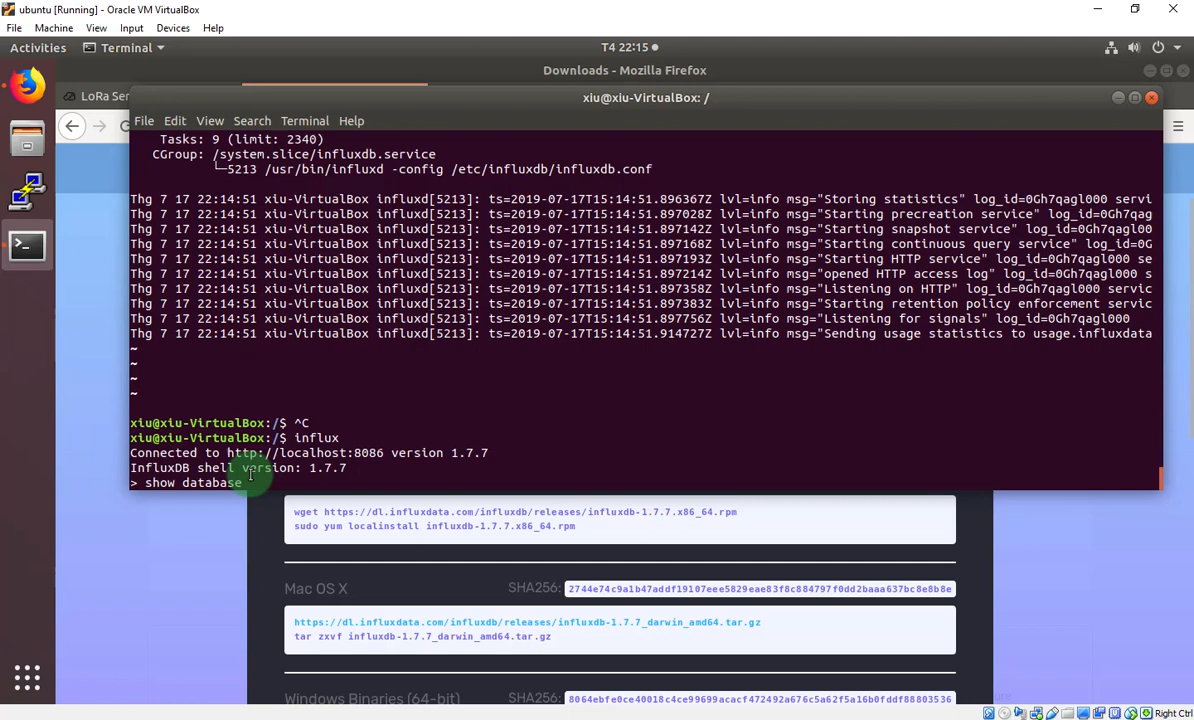 ubuntu [Running] - Oracle VM VirtualBox
File Machine View Input Devices Help
Activities Terminal T4 22:15
Downloads - Mozilla Firefox
LoRa Ser
xiu@xiu-VirtualBox: /
File Edit View Search Terminal Help
Tasks: 9 (limit: 2340)
CGroup: /system.slice/influxdb.service
└─5213 /usr/bin/influxd -config /etc/influxdb/influxdb.conf
Thg 7 17 22:14:51 xiu-VirtualBox influxd[5213]: ts=2019-07-17T15:14:51.896367Z lvl=info msg="Storing statistics" log_id=0Gh7qagl000 servi
Thg 7 17 22:14:51 xiu-VirtualBox influxd[5213]: ts=2019-07-17T15:14:51.897028Z lvl=info msg="Starting precreation service" log_id=0Gh7qagl0
Thg 7 17 22:14:51 xiu-VirtualBox influxd[5213]: ts=2019-07-17T15:14:51.897142Z lvl=info msg="Starting snapshot service" log_id=0Gh7qagl000
Thg 7 17 22:14:51 xiu-VirtualBox influxd[5213]: ts=2019-07-17T15:14:51.897168Z lvl=info msg="Starting continuous query service" log_id=0G
Thg 7 17 22:14:51 xiu-VirtualBox influxd[5213]: ts=2019-07-17T15:14:51.897193Z lvl=info msg="Starting HTTP service" log_id=0Gh7qagl000 se
Thg 7 17 22:14:51 xiu-VirtualBox influxd[5213]: ts=2019-07-17T15:14:51.897214Z lvl=info msg="opened HTTP access log" log_id=0Gh7qagl000 s
Thg 7 17 22:14:51 xiu-VirtualBox influxd[5213]: ts=2019-07-17T15:14:51.897358Z lvl=info msg="Listening on HTTP" log_id=0Gh7qagl000 servic
Thg 7 17 22:14:51 xiu-VirtualBox influxd[5213]: ts=2019-07-17T15:14:51.897383Z lvl=info msg="Starting retention policy enforcement servic
Thg 7 17 22:14:51 xiu-VirtualBox influxd[5213]: ts=2019-07-17T15:14:51.897756Z lvl=info msg="Listening for signals" log_id=0Gh7qagl000
Thg 7 17 22:14:51 xiu-VirtualBox influxd[5213]: ts=2019-07-17T15:14:51.914727Z lvl=info msg="Sending usage statistics to usage.influxdata
~
~
~
~
xiu@xiu-VirtualBox:/$ ^C
xiu@xiu-VirtualBox:/$ influx
Connected to http://localhost:8086 version 1.7.7
InfluxDB shell version: 1.7.7
> show database
wget https://dl.influxdata.com/influxdb/releases/influxdb-1.7.7.x86_64.rpm
sudo yum localinstall influxdb-1.7.7.x86_64.rpm
Mac OS X SHA256: 2744e74c9a1b47addf19107eee5829eae83f8c884797f0dd2baaa637bc8e8b8e
https://dl.influxdata.com/influxdb/releases/influxdb-1.7.7_darwin_amd64.tar.gz
tar zxvf influxdb-1.7.7_darwin_amd64.tar.gz
Windows Binaries (64-bit) SHA256: 8064ebfe0ce40018c4ce99699acacf472492a676c5a62f5a16b0fddf88803536
Right Ctrl